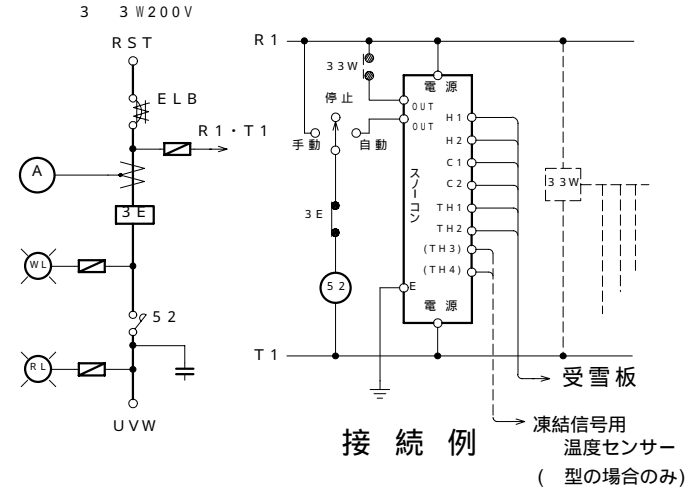 3 3W200V
RST
ELB
R1・T1
A
3E
WL
52
RL
UVW
R1
33W
停止
手動
自動
3E
52
電源
OUT
OUT
スノーコン
H1
H2
C1
C2
TH1
TH2
(TH3)
(TH4)
E
電源
33W
T1
受雪板
凍結信号用
温度センサー
( 型の場合のみ)
接続例